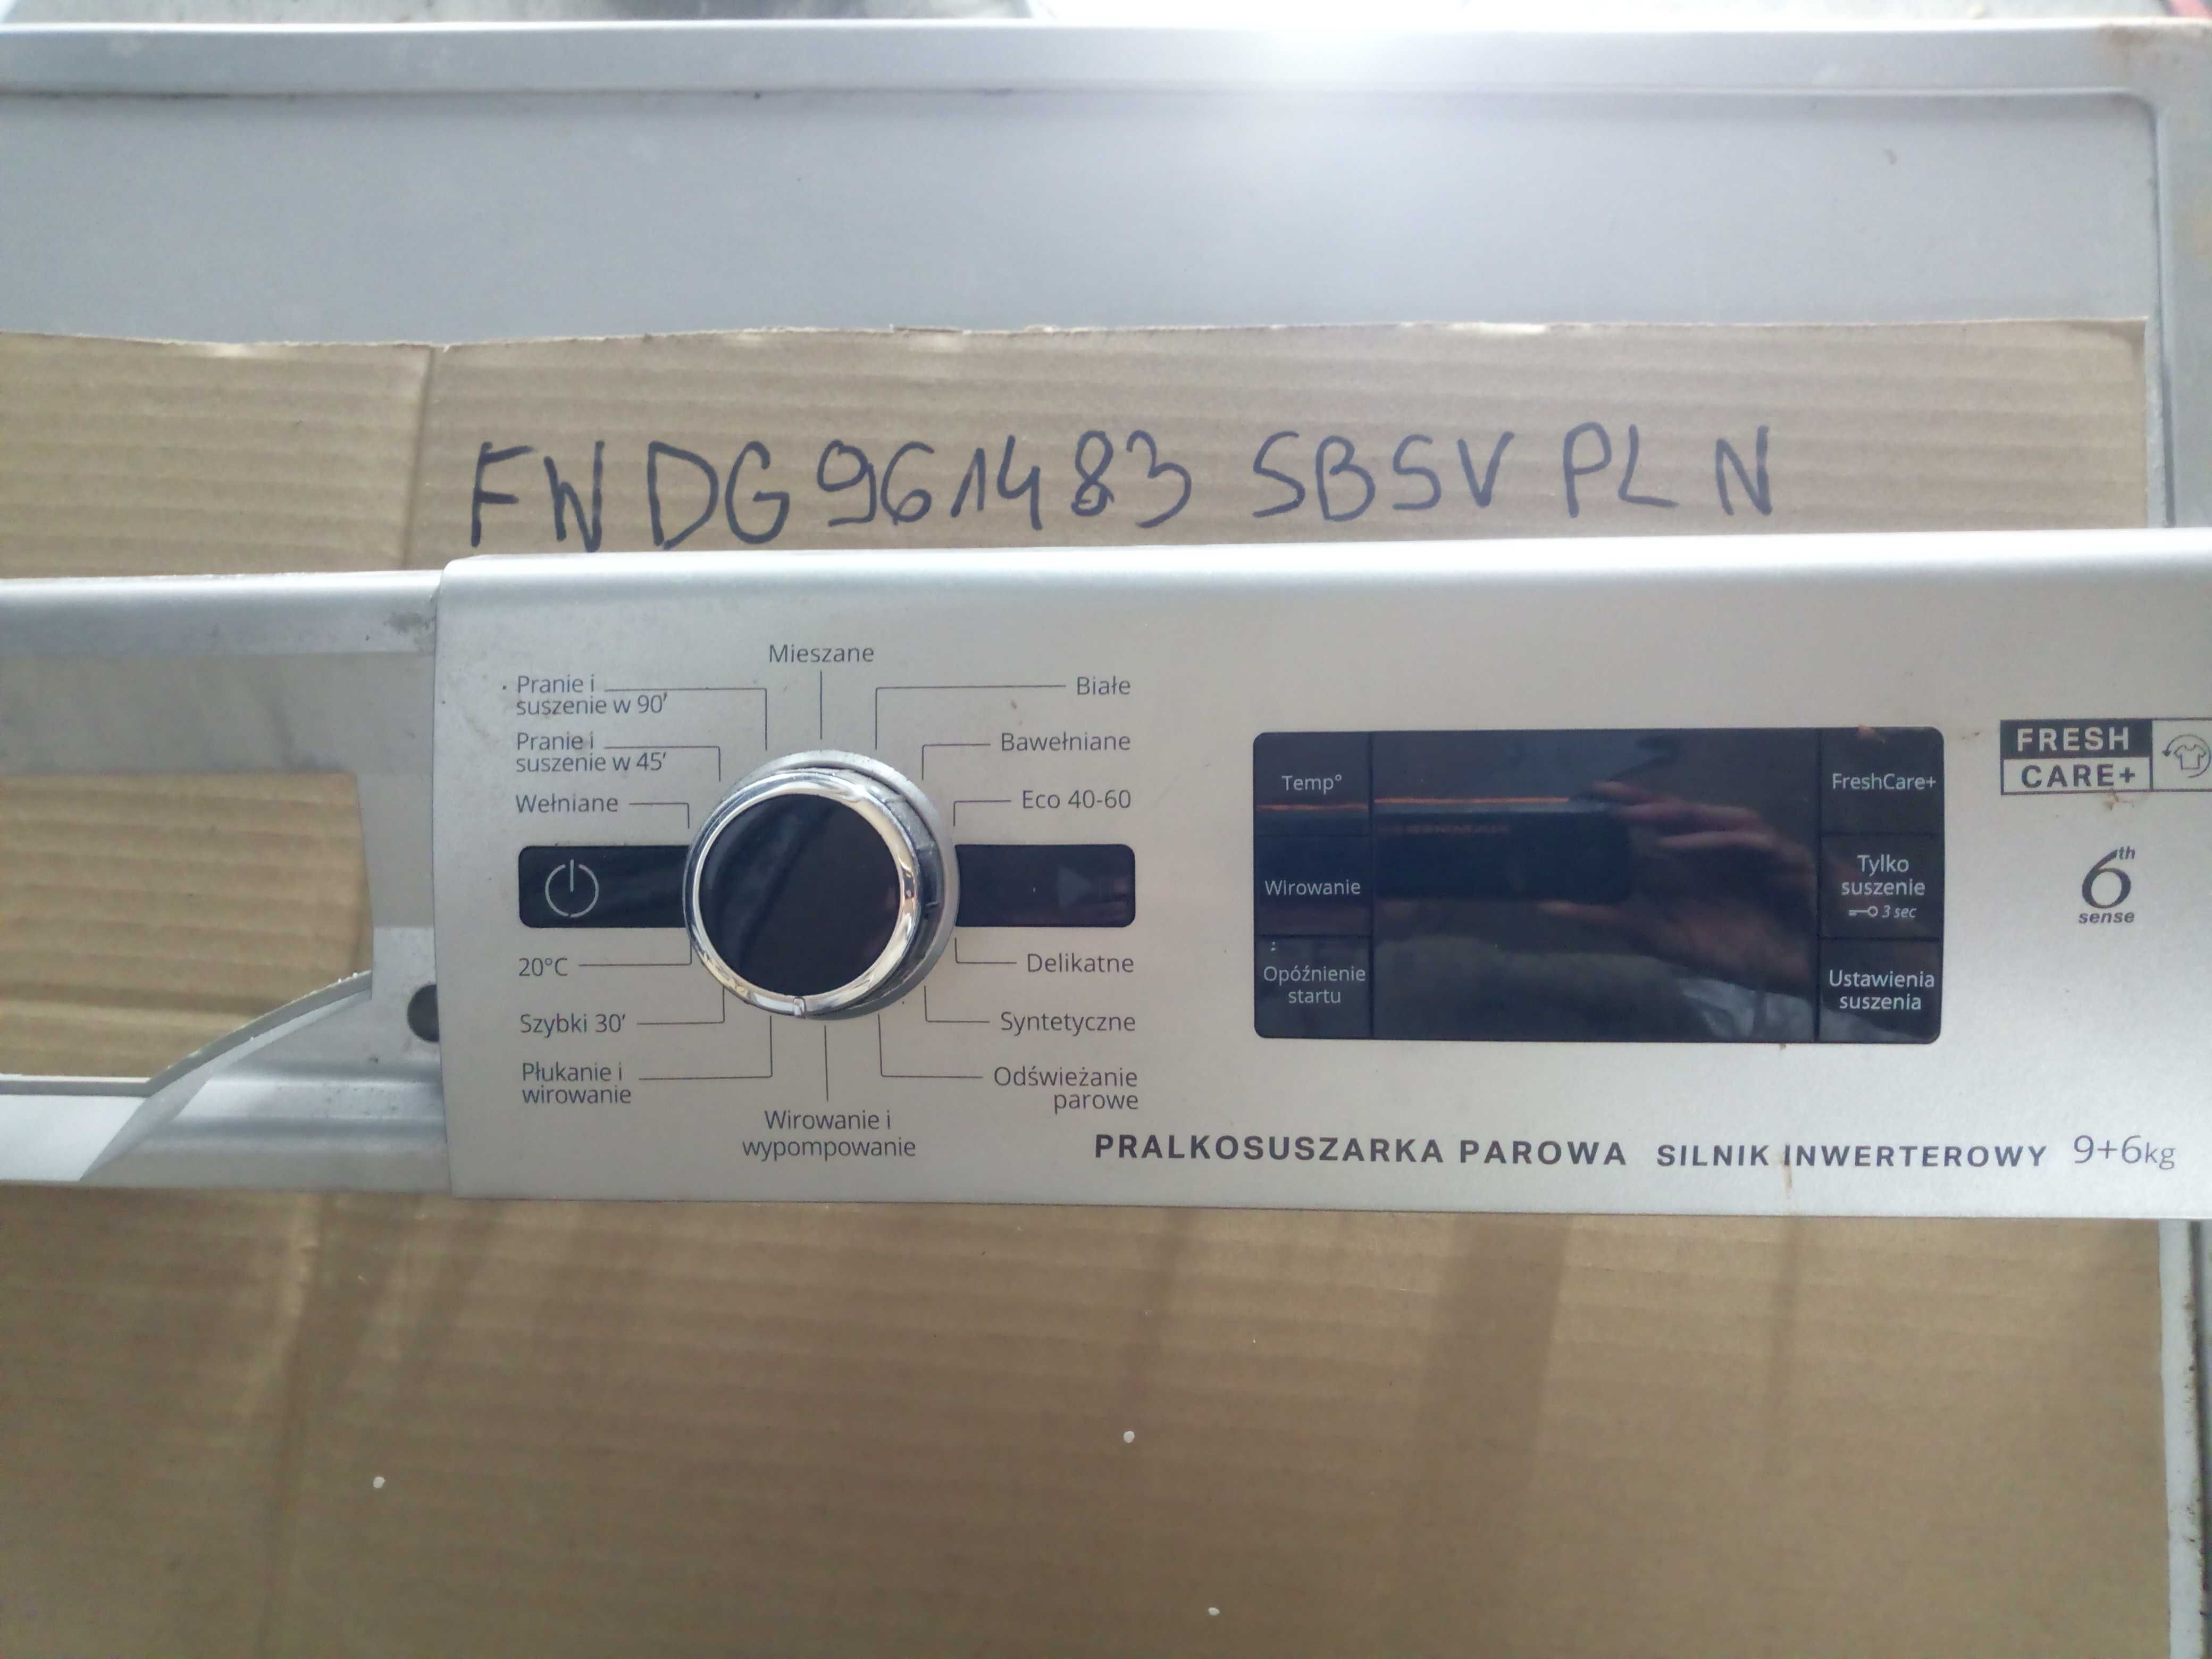 FWDG961483 SBSV PL N
Mieszane
Pranie i
suszenie w 90’
Białe
Pranie i
suszenie w 45’
Bawełniane
Wełniane
Eco 40-60
20°C
Delikatne
Szybki 30’
Syntetyczne
Płukanie i
wirowanie
Odświeżanie
parowe
Wirowanie i
wypompowanie
Temp°
Wirowanie
Opóźnienie
startu
FreshCare+
Tylko
suszenie
3 sec
Ustawienia
suszenia
FRESH
CARE+
6th
sense
PRALKOSUSZARKA PAROWA SILNIK INWERTEROWY 9+6kg